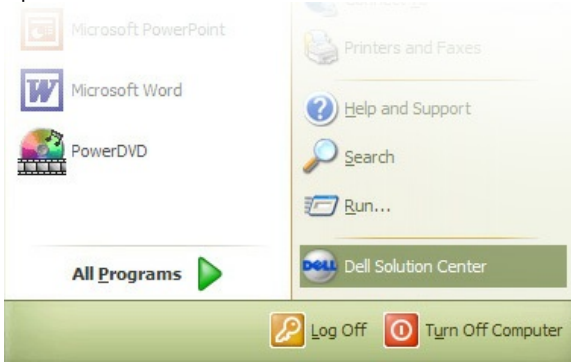 Microsoft PowerPoint
Microsoft Word
PowerDVD
All Programs
Printers and Faxes
Help and Support
Search
Run...
DELL
Dell Solution Center
Log Off
Turn Off Computer